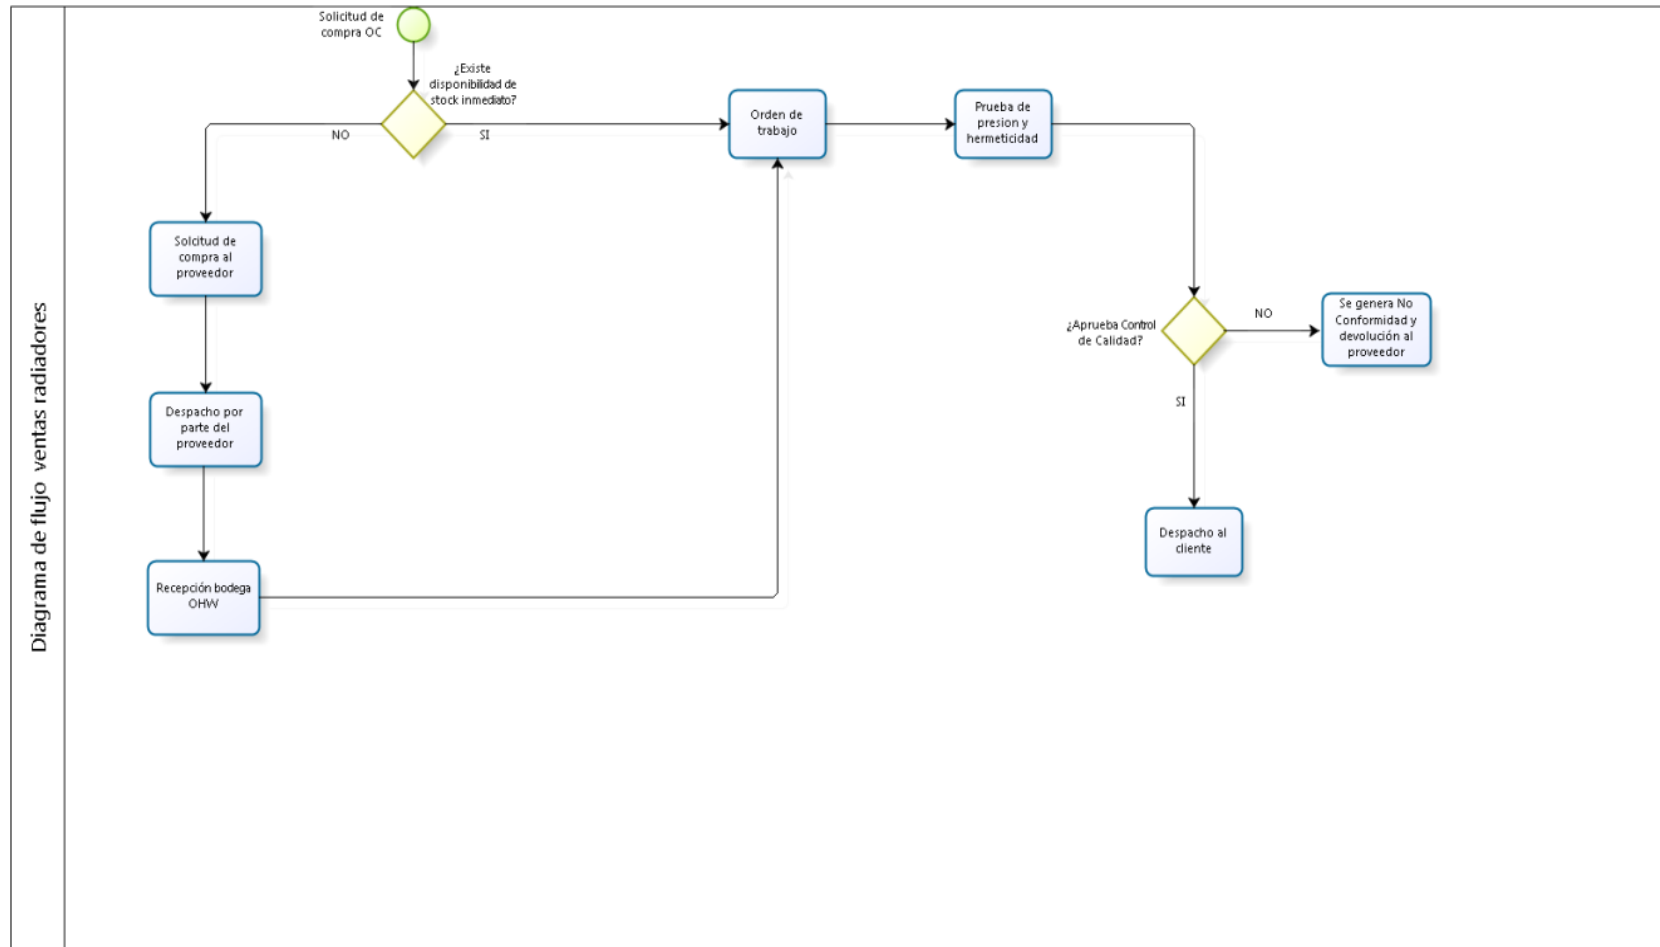 Diagrama de flujo ventas radiadores
Solicitud de
compra OC
¿Existe
disponibilidad de
stock inmediato?
NO
SI
Orden de
trabajo
Prueba de
presion y
hermeticidad
Solcitud de
compra al
proveedor
¿Aprueba Control
de Calidad?
NO
Se genera No
Conformidad y
devolución al
proveedor
SI
Despacho por
parte del
proveedor
Despacho al
cliente
Recepción bodega
OHW